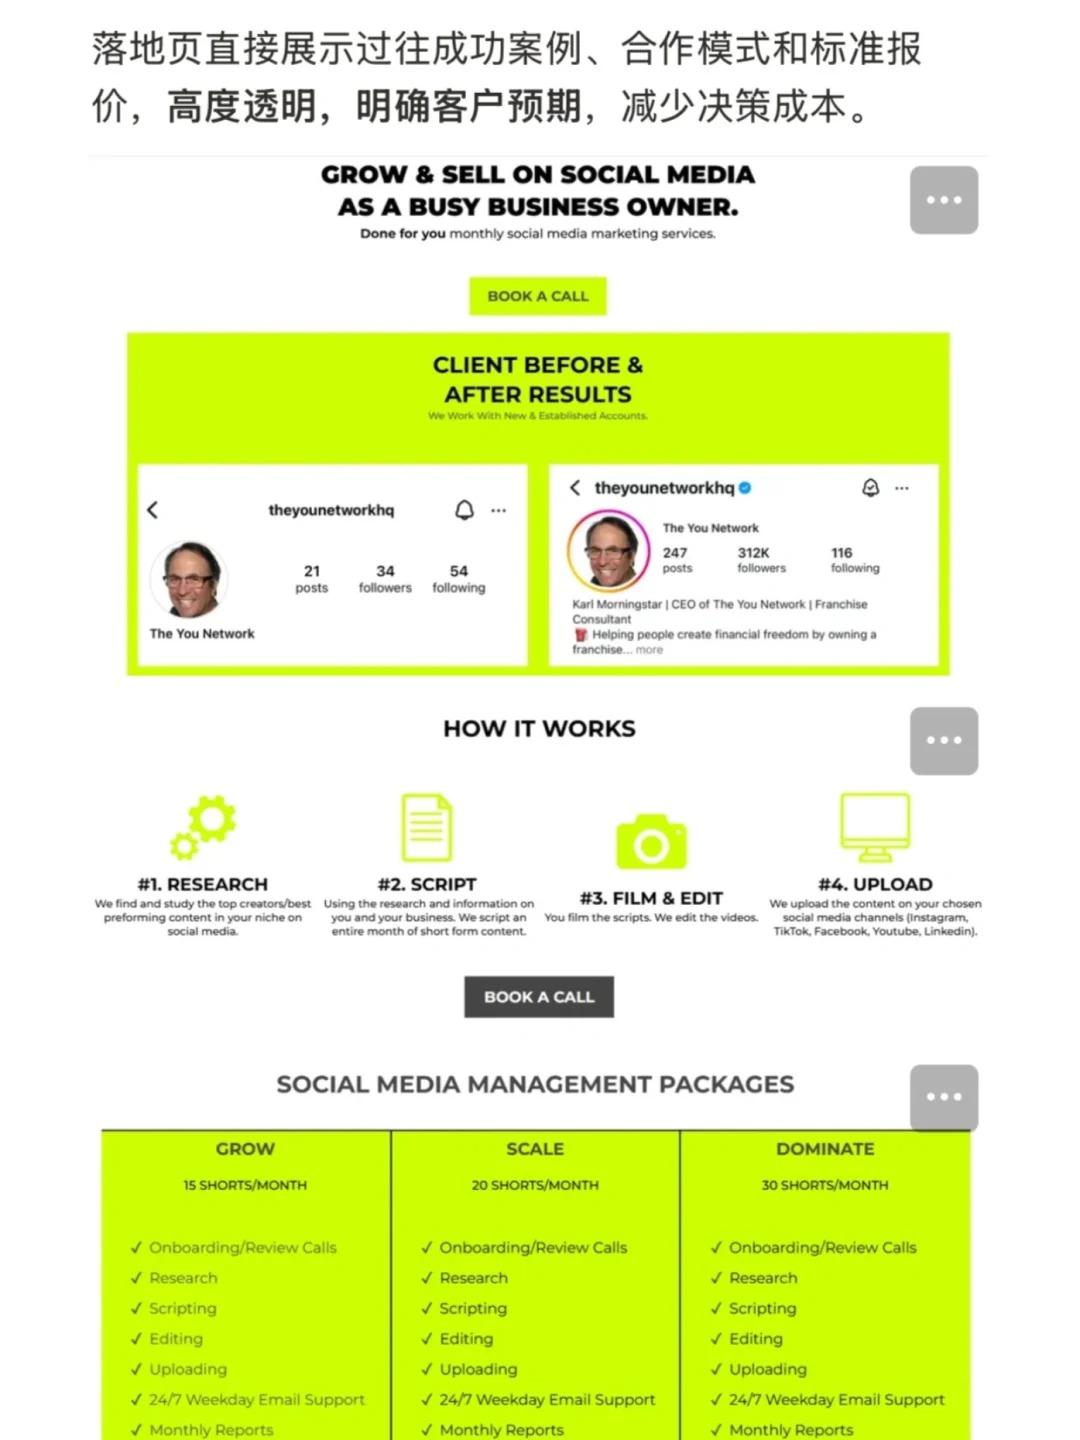 落地页直接展示过往成功案例、合作模式和标准报
价，高度透明，明确客户预期，减少决策成本。
GROW & SELL ON SOCIAL MEDIA
AS A BUSY BUSINESS OWNER.
Done for you monthly social media marketing services.
BOOK A CALL
CLIENT BEFORE &
AFTER RESULTS
We Work With New & Established Accounts.
theyounetworkhq
21 34 54
posts followers following
The You Network
theyounetworkhq
The You Network
247 312K 116
posts followers following
Karl Morningstar | CEO of The You Network | Franchise
Consultant
Helping people create financial freedom by owning a
franchise... more
HOW IT WORKS
#1. RESEARCH
We find and study the top creators/best
preforming content in your niche on
social media.
#2. SCRIPT
Using the research and information on
you and your business. We script an
entire month of short form content.
#3. FILM & EDIT
You film the scripts. We edit the videos.
#4. UPLOAD
We upload the content on your chosen
social media channels (Instagram,
TikTok, Facebook, Youtube, Linkedin).
BOOK A CALL
SOCIAL MEDIA MANAGEMENT PACKAGES
GROW
15 SHORTS/MONTH
✓ Onboarding/Review Calls
✓ Research
✓ Scripting
✓ Editing
✓ Uploading
✓ 24/7 Weekday Email Support
✓ Monthly Reports
SCALE
20 SHORTS/MONTH
✓ Onboarding/Review Calls
✓ Research
✓ Scripting
✓ Editing
✓ Uploading
✓ 24/7 Weekday Email Support
✓ Monthly Reports
DOMINATE
30 SHORTS/MONTH
✓ Onboarding/Review Calls
✓ Research
✓ Scripting
✓ Editing
✓ Uploading
✓ 24/7 Weekday Email Support
✓ Monthly Reports